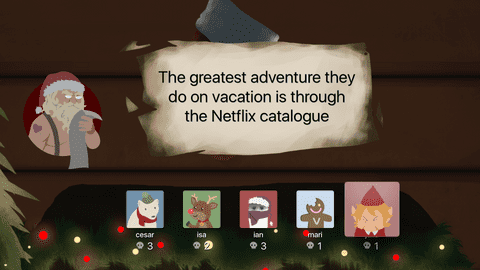 The greatest adventure they
do on vacation is through
the Netflix catalogue
cesar
isa
ian
mari
3
3
1
1